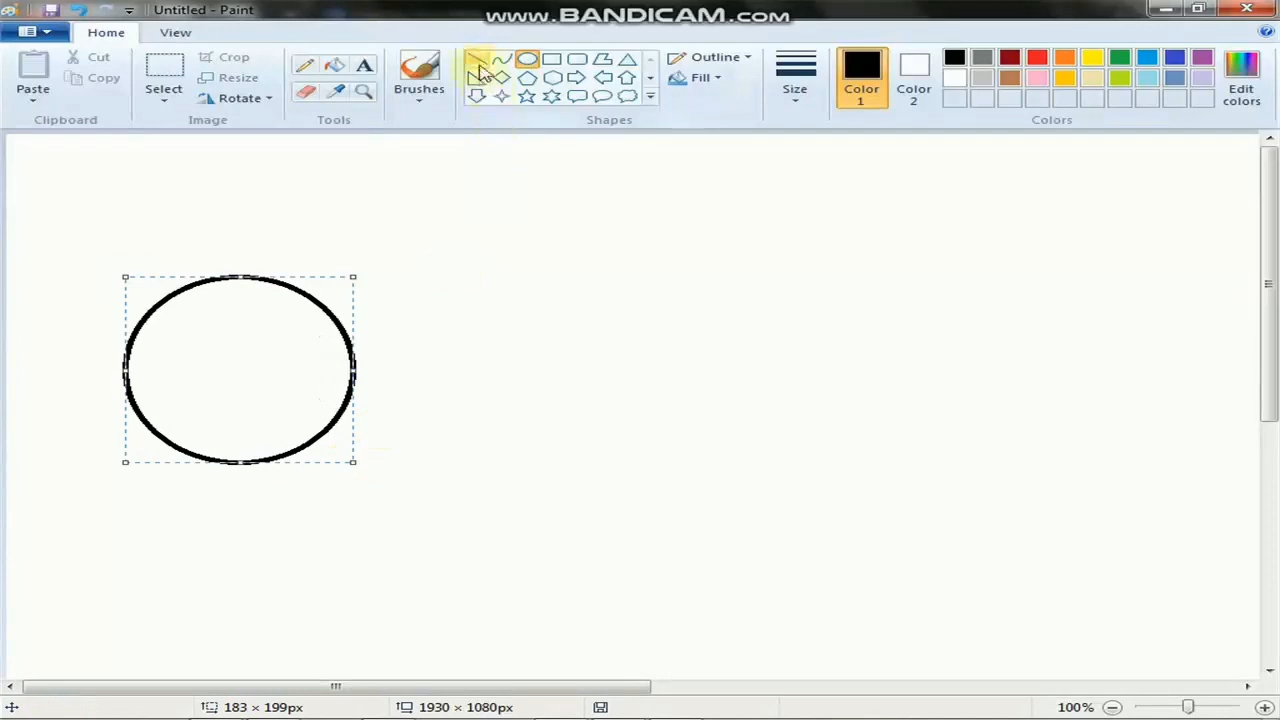 Untitled - Paint
www.BANDICAM.com
Home View
Paste
Cut
Copy
Clipboard
Select
Crop
Resize
Rotate
Image
A
Tools
Brushes
Shapes
Outline
Fill
Size
Color 1
Color 2
Colors
Edit colors
183 × 199px
1930 × 1080px
100%